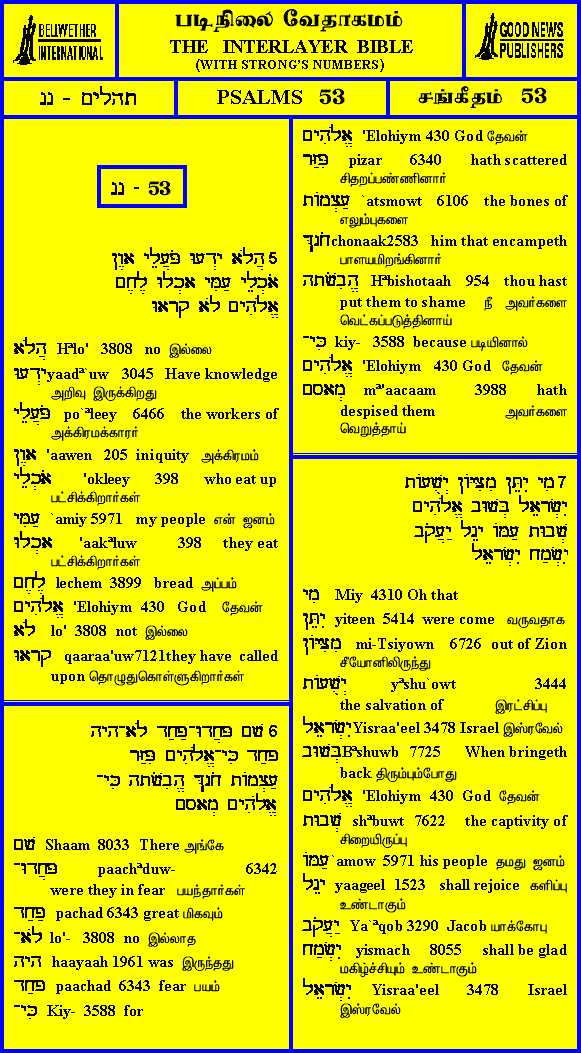 BELLWETHER
INTERNATIONAL
படிநிலை வேதாகமம்
THE INTERLAYER BIBLE
(WITH STRONG'S NUMBERS)
GOOD NEWS
PUBLISHERS
תהלים - נג
PSALMS 53
சங்கீதம் 53
נג - 53
5 הֲלֹא יֹדְעוּ פֹּעֲלֵי אָוֶן
אֹכְלֵי עַמִּי אָכְלוּ לֶחֶם
אֱלֹהִים לֹא קָרָאוּ
הֲלֹא Hªlo' 3808 no இல்லை
יֹדְעוּ yaadª`uw 3045 Have knowledge
அறிவு இருக்கிறது
פֹּעֲלֵי po`ªleey 6466 the workers of
அக்கிரமக்காரர்
אָוֶן 'aawen 205 iniquity அக்கிரமம்
אֹכְלֵי 'okleey 398 who eat up
பட்சிக்கிறார்கள்
עַמִּי `amiy 5971 my people என் ஜனம்
אָכְלוּ 'aakªluw 398 they eat
பட்சிக்கிறார்கள்
לֶחֶם lechem 3899 bread அப்பம்
אֱלֹהִים 'Elohiym 430 God தேவன்
לֹא lo' 3808 not இல்லை
קָרָאוּ qaaraa'uw7121they have called
upon தொழுதுகொள்ளுகிறார்கள்
6 שָׁם פָּחֲדוּ־פַחַד לֹא־הָיָה
פָחַד כִּי־אֱלֹהִים פִּזַּר
עַצְמוֹת חֹנָךְ הֱבִשֹׁתָה כִּי־
אֱלֹהִים מְאָסָם
שָׁם Shaam 8033 There அங்கே
פָּחֲדוּ־ paachªduw- 6342
were they in fear பயந்தார்கள்
פַחַד pachad 6343 great மிகவும்
לֹא־ lo'- 3808 no இல்லாத
הָיָה haayaah 1961 was இருந்தது
פָחַד paachad 6343 fear பயம்
כִּי־ Kiy- 3588 for
אֱלֹהִים 'Elohiym 430 God தேவன்
פִּזַּר pizar 6340 hath scattered
சிதறப்பண்ணினார்
עַצְמוֹת `atsmowt 6106 the bones of
எலும்புகளை
חֹנָךְ chonaak2583 him that encampeth
பாளயமிறங்கினார்
הֱבִשֹׁתָה Hªbishotaah 954 thou hast
put them to shame நீ அவர்களை
வெட்கப்படுத்தினாய்
כִּי־ kiy- 3588 because படியினால்
אֱלֹהִים 'Elohiym 430 God தேவன்
מְאָסָם mª'aacaam 3988 hath
despised them அவர்களை
வெறுத்தாய்
7 מִי יִתֵּן מִצִּיּוֹן יְשֻׁעוֹת
יִשְׂרָאֵל בְּשׁוּב אֱלֹהִים
שְׁבוּת עַמּוֹ יָגֵל יַעֲקֹב
יִשְׂמַח יִשְׂרָאֵל
מִי Miy 4310 Oh that
יִתֵּן yiteen 5414 were come வருவதாக
מִצִּיּוֹן mi-Tsiyown 6726 out of Zion
சீயோனிலிருந்து
יְשֻׁעוֹת yªshu`owt 3444
the salvation of இரட்சிப்பு
יִשְׂרָאֵל Yisraa'eel 3478 Israel இஸ்ரவேல்
בְּשׁוּב Bªshuwb 7725 When bringeth
back திரும்பும்போது
אֱלֹהִים 'Elohiym 430 God தேவன்
שְׁבוּת shªbuwt 7622 the captivity of
சிறையிருப்பு
עַמּוֹ `amow 5971 his people தமது ஜனம்
יָגֵל yaageel 1523 shall rejoice களிப்பு
உண்டாகும்
יַעֲקֹב Ya`ªqob 3290 Jacob யாக்கோபு
יִשְׂמַח yismach 8055 shall be glad
மகிழ்ச்சியும் உண்டாகும்
יִשְׂרָאֵל Yisraa'eel 3478 Israel
இஸ்ரவேல்